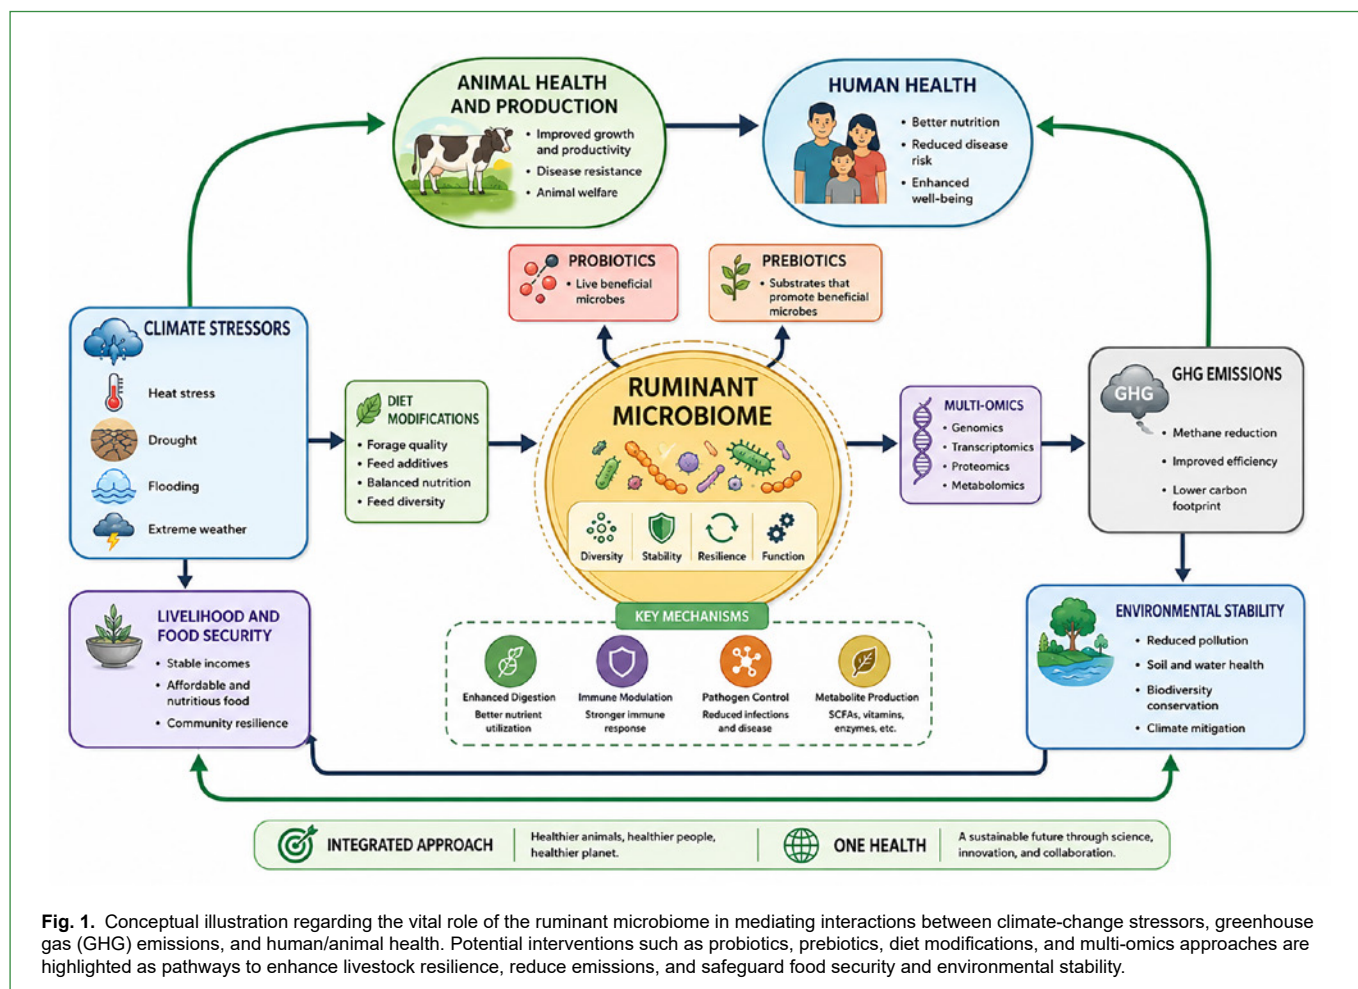 ANIMAL HEALTH
AND PRODUCTION
• Improved growth
and productivity
• Disease resistance
• Animal welfare
HUMAN HEALTH
• Better nutrition
• Reduced disease
risk
• Enhanced
well-being
PROBIOTICS
• Live beneficial
microbes
PREBIOTICS
• Substrates that
promote beneficial
microbes
CLIMATE STRESSORS
Heat stress
Drought
Flooding
Extreme weather
DIET
MODIFICATIONS
• Forage quality
• Feed additives
• Balanced nutrition
• Feed diversity
RUMINANT
MICROBIOME
Diversity
Stability
Resilience
Function
MULTI-OMICS
• Genomics
• Transcriptomics
• Proteomics
• Metabolomics
GHG
GHG EMISSIONS
• Methane reduction
• Improved efficiency
• Lower carbon
footprint
LIVELIHOOD AND
FOOD SECURITY
• Stable incomes
• Affordable and
nutritious food
• Community resilience
KEY MECHANISMS
Enhanced Digestion
Better nutrient
utilization
Immune Modulation
Stronger immune
response
Pathogen Control
Reduced infections
and disease
Metabolite Production
SCFAs, vitamins,
enzymes, etc.
ENVIRONMENTAL STABILITY
• Reduced pollution
• Soil and water health
• Biodiversity
conservation
• Climate mitigation
INTEGRATED APPROACH
Healthier animals, healthier people,
healthier planet.
ONE HEALTH
A sustainable future through science,
innovation, and collaboration.
Fig. 1. Conceptual illustration regarding the vital role of the ruminant microbiome in mediating interactions between climate-change stressors, greenhouse
gas (GHG) emissions, and human/animal health. Potential interventions such as probiotics, prebiotics, diet modifications, and multi-omics approaches are
highlighted as pathways to enhance livestock resilience, reduce emissions, and safeguard food security and environmental stability.